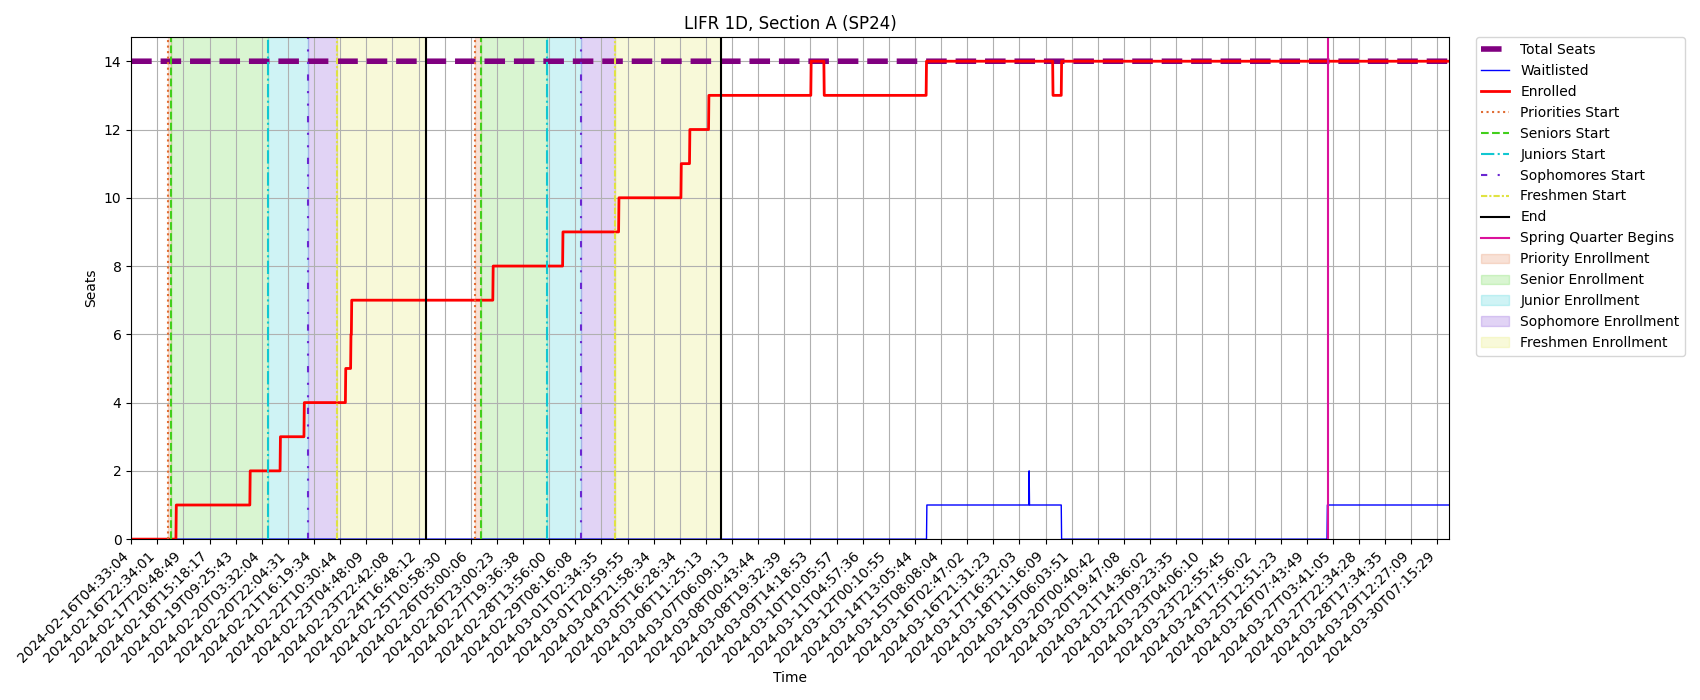 LIFR 1D, Section A (SP24)
Total Seats
Waitlisted
Enrolled
Priorities Start
Seniors Start
Juniors Start
Sophomores Start
Freshmen Start
End
Spring Quarter Begins
Priority Enrollment
Senior Enrollment
Junior Enrollment
Sophomore Enrollment
Freshmen Enrollment
Seats
14
12
10
8
6
4
2
0
2024-02-16T04:33:04
2024-02-16T22:34:01
2024-02-17T20:48:49
2024-02-18T15:18:17
2024-02-19T09:25:43
2024-02-20T03:32:04
2024-02-20T22:04:31
2024-02-21T16:19:34
2024-02-22T10:30:44
2024-02-23T04:48:09
2024-02-23T22:42:08
2024-02-24T16:48:12
2024-02-25T10:58:30
2024-02-26T05:00:06
2024-02-26T23:00:23
2024-02-27T19:36:38
2024-02-28T13:56:00
2024-02-29T08:16:08
2024-03-01T02:34:35
2024-03-01T20:59:55
2024-03-04T21:58:34
2024-03-05T16:28:34
2024-03-06T11:25:13
2024-03-07T06:09:13
2024-03-08T00:43:44
2024-03-08T19:32:39
2024-03-09T14:18:53
2024-03-10T10:05:57
2024-03-11T04:57:36
2024-03-12T00:10:55
2024-03-14T13:05:44
2024-03-15T08:08:04
2024-03-16T02:47:02
2024-03-16T21:31:23
2024-03-17T16:32:03
2024-03-18T11:16:09
2024-03-19T06:03:51
2024-03-20T00:40:42
2024-03-20T19:47:08
2024-03-21T14:36:02
2024-03-22T09:23:35
2024-03-23T04:06:10
2024-03-23T22:55:45
2024-03-24T17:56:02
2024-03-25T12:51:23
2024-03-26T07:43:49
2024-03-27T03:41:05
2024-03-27T22:34:28
2024-03-28T17:34:35
2024-03-29T12:27:09
2024-03-30T07:15:29
Time